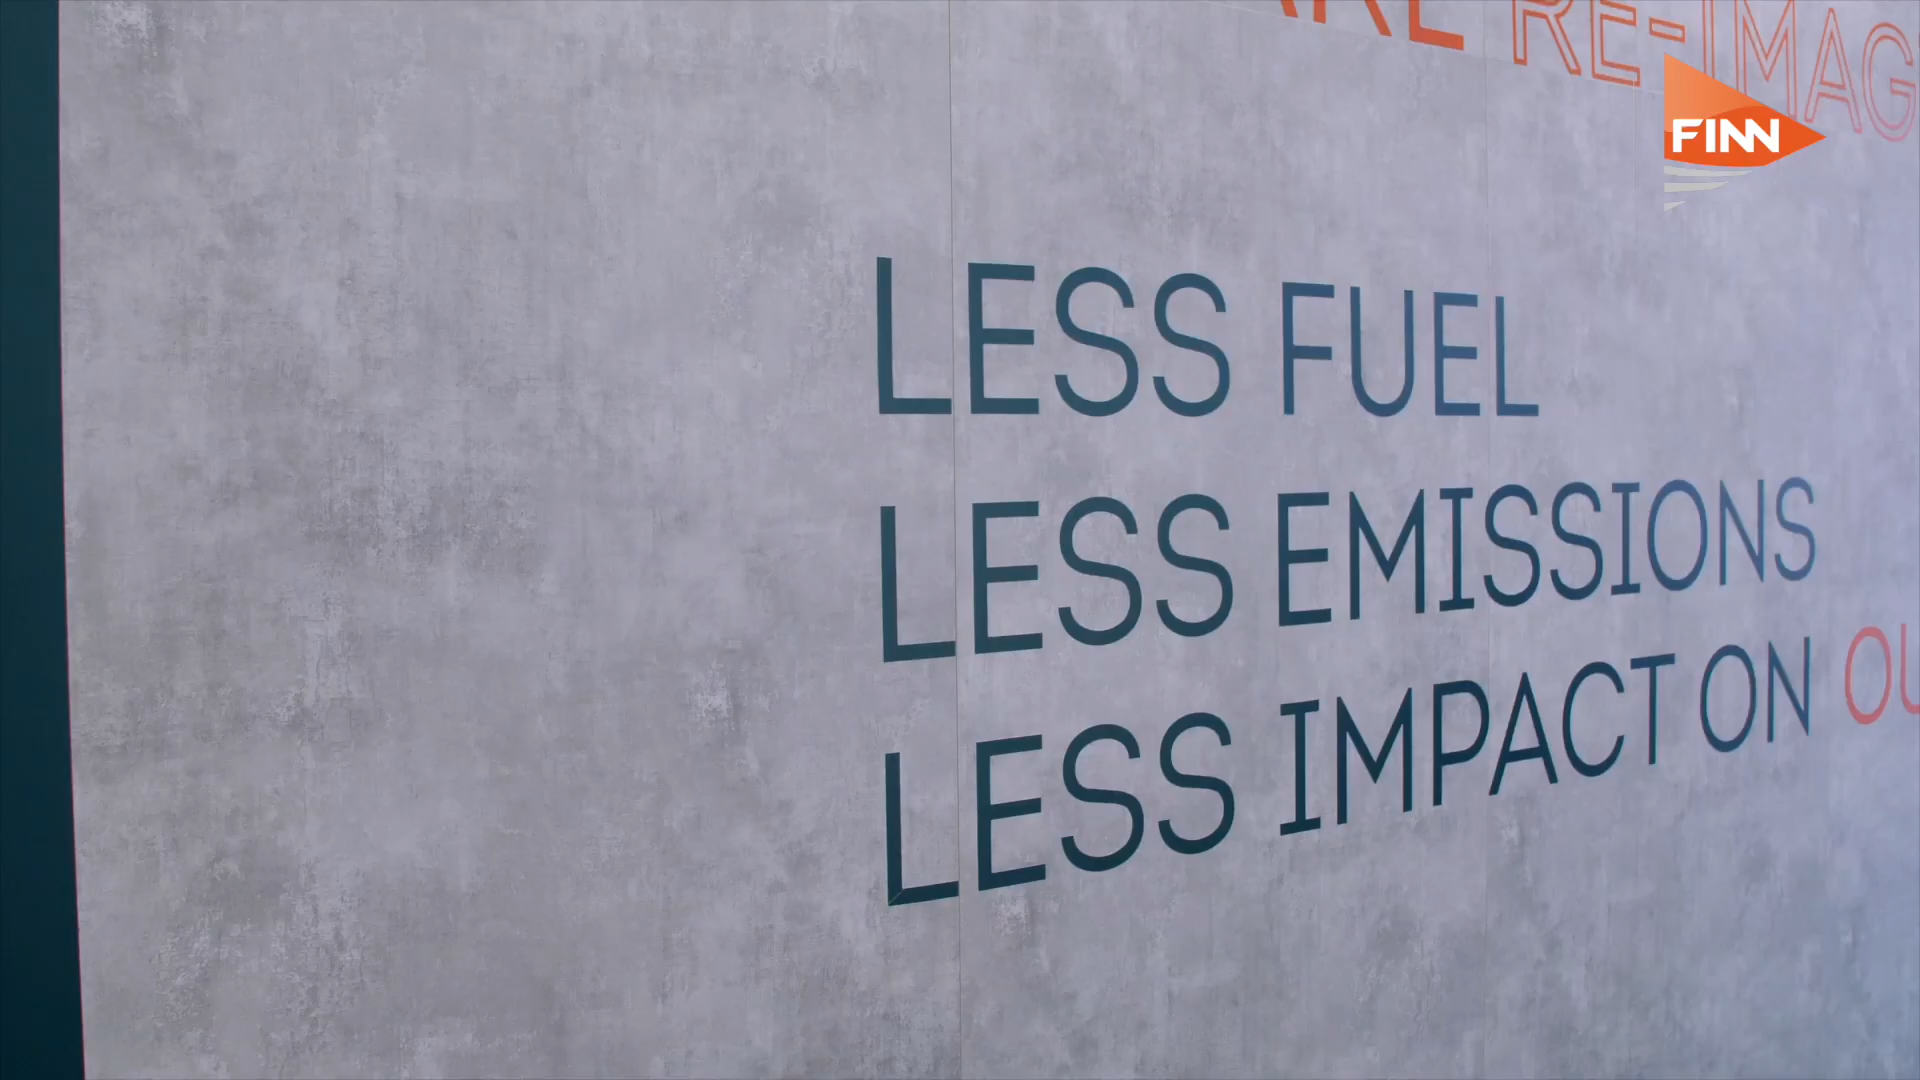 RE-IMAG
FINN
LESS FUEL
LESS EMISSIONS
LESS IMPACT ON